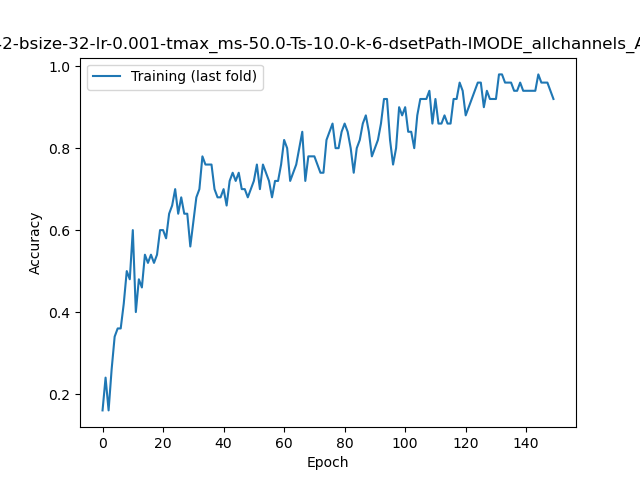 2-bsize-32-lr-0.001-tmax_ms-50.0-Ts-10.0-k-6-dsetPath-IMODE_allchannels_A
Training (last fold)
Accuracy
1.0
0.8
0.6
0.4
0.2
0 20 40 60 80 100 120 140
Epoch